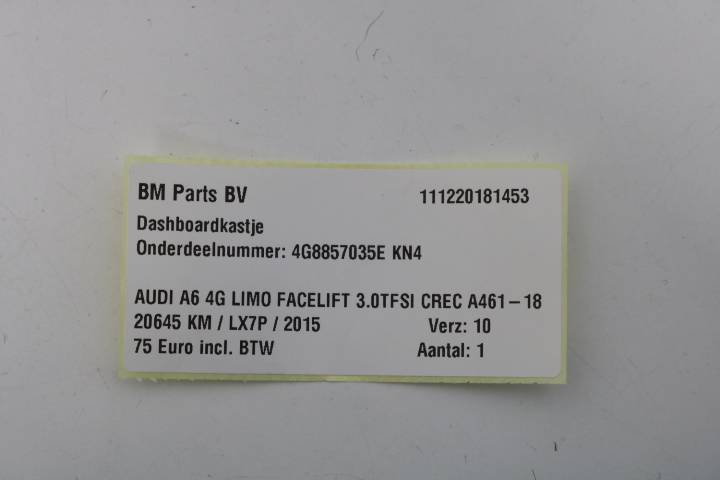 BM Parts BV 111220181453
Dashboardkastje
Onderdeelnummer: 4G8857035E KN4
AUDI A6 4G LIMO FACELIFT 3.0TFSI CREC A461-18
20645 KM / LX7P / 2015 Verz: 10
75 Euro incl. BTW Aantal: 1